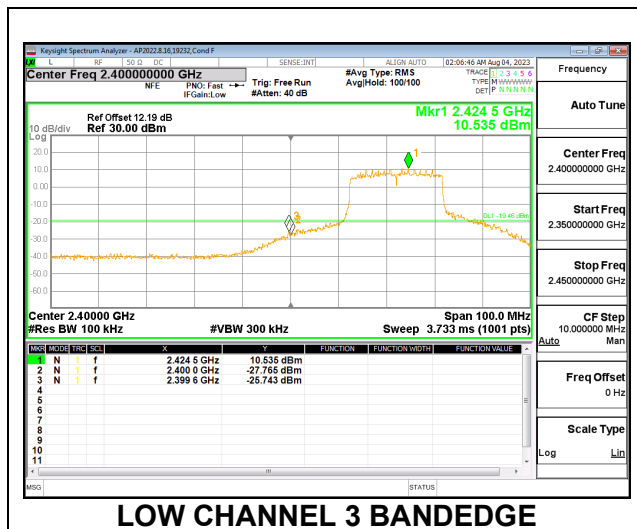 Keysight Spectrum Analyzer - AP2022.8.16,19232,Cond F
L RF 50 Ω DC SENSE:INT ALIGN AUTO 02:06:46 AM Aug 04, 2023
Center Freq 2.400000000 GHz
NFE
PNO: Fast
IFGain:Low
Trig: Free Run
#Atten: 40 dB
#Avg Type: RMS
Avg|Hold: 100/100
TRACE 1 2 3 4 5 6
TYPE M WWWWW
DET P N N N N N
Ref Offset 12.19 dB
Ref 30.00 dBm
10 dB/div
Log
Mkr1 2.424 5 GHz
10.535 dBm
20.0
10.0
0.00
-10.0
-20.0
-30.0
-40.0
-50.0
-60.0
1
3
DL1 -19.46 dBm
Center 2.40000 GHz Span 100.0 MHz
#Res BW 100 kHz #VBW 300 kHz Sweep 3.733 ms (1001 pts)
MKR MODE TRC SCL X Y FUNCTION FUNCTION WIDTH FUNCTION VALUE
1 N 1 f 2.424 5 GHz 10.535 dBm
2 N 1 f 2.400 0 GHz -27.765 dBm
3 N 1 f 2.399 6 GHz -25.743 dBm
4
5
6
7
8
9
10
11
MSG STATUS
Frequency
Auto Tune
Center Freq
2.400000000 GHz
Start Freq
2.350000000 GHz
Stop Freq
2.450000000 GHz
CF Step
10.000000 MHz
Auto Man
Freq Offset
0 Hz
Scale Type
Log Lin
LOW CHANNEL 3 BANDEDGE